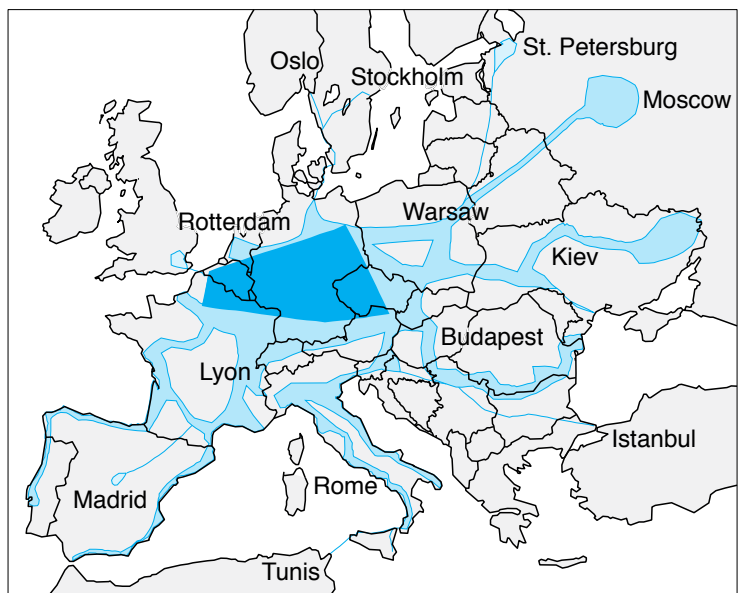 Oslo
St. Petersburg
Stockholm
Moscow
Rotterdam
Warsaw
Kiev
Budapest
Lyon
Istanbul
Madrid
Rome
Tunis